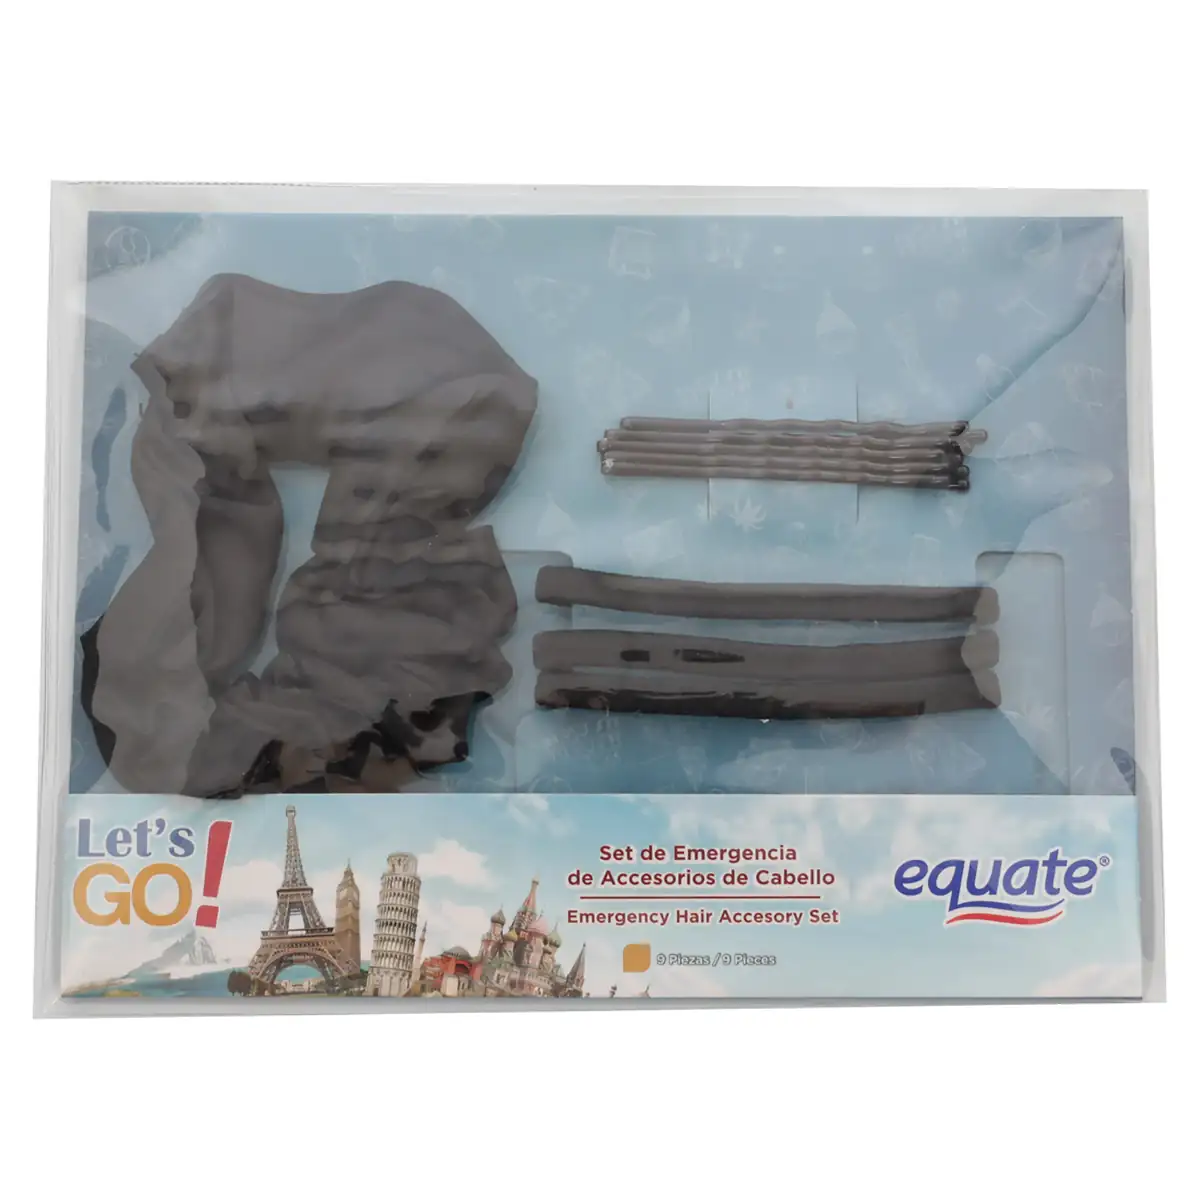 Let's
GO!
Set de Emergencia
de Accesorios de Cabello
Emergency Hair Accesory Set
9 Piezas / 9 Pieces
equate®